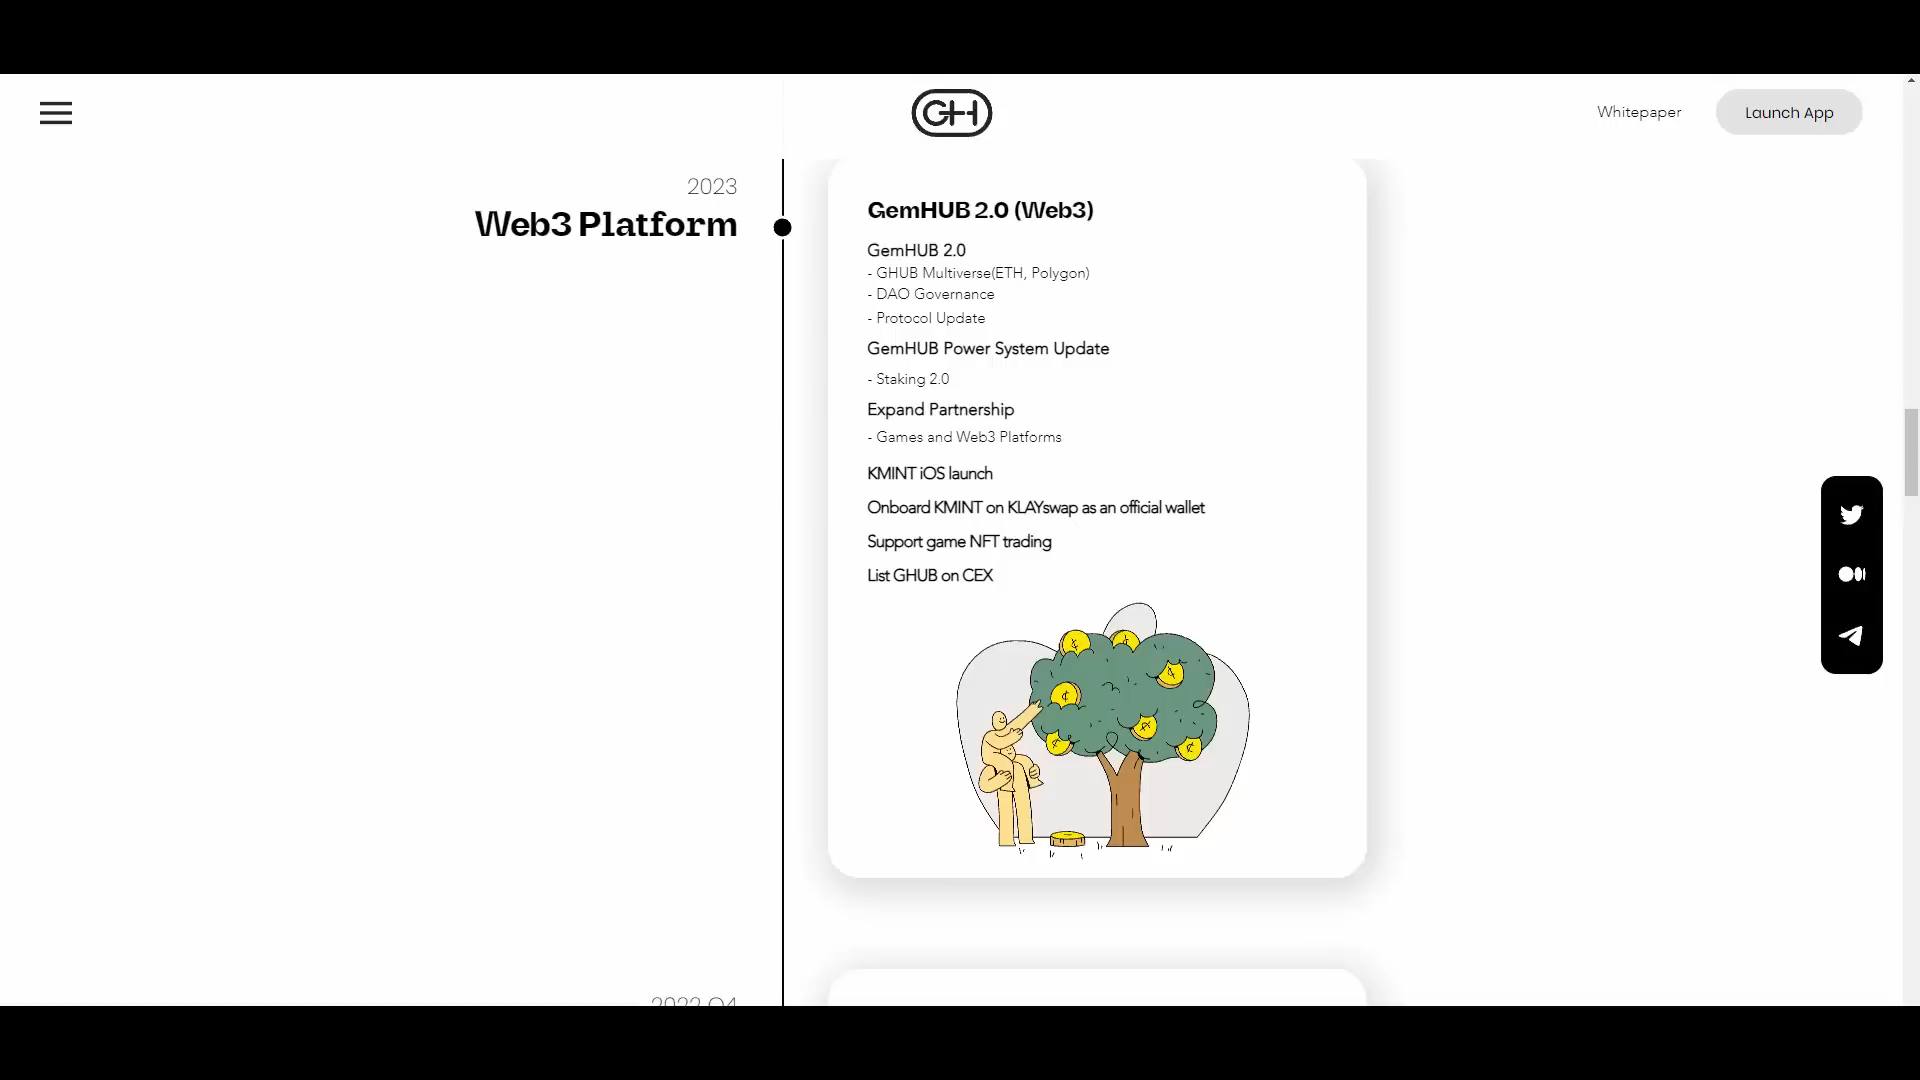 GH
Whitepaper
Launch App
2023
Web3 Platform
GemHUB 2.0 (Web3)
GemHUB 2.0
- GHUB Multiverse(ETH, Polygon)
- DAO Governance
- Protocol Update
GemHUB Power System Update
- Staking 2.0
Expand Partnership
- Games and Web3 Platforms
KMINT iOS launch
Onboard KMINT on KLAYswap as an official wallet
Support game NFT trading
List GHUB on CEX